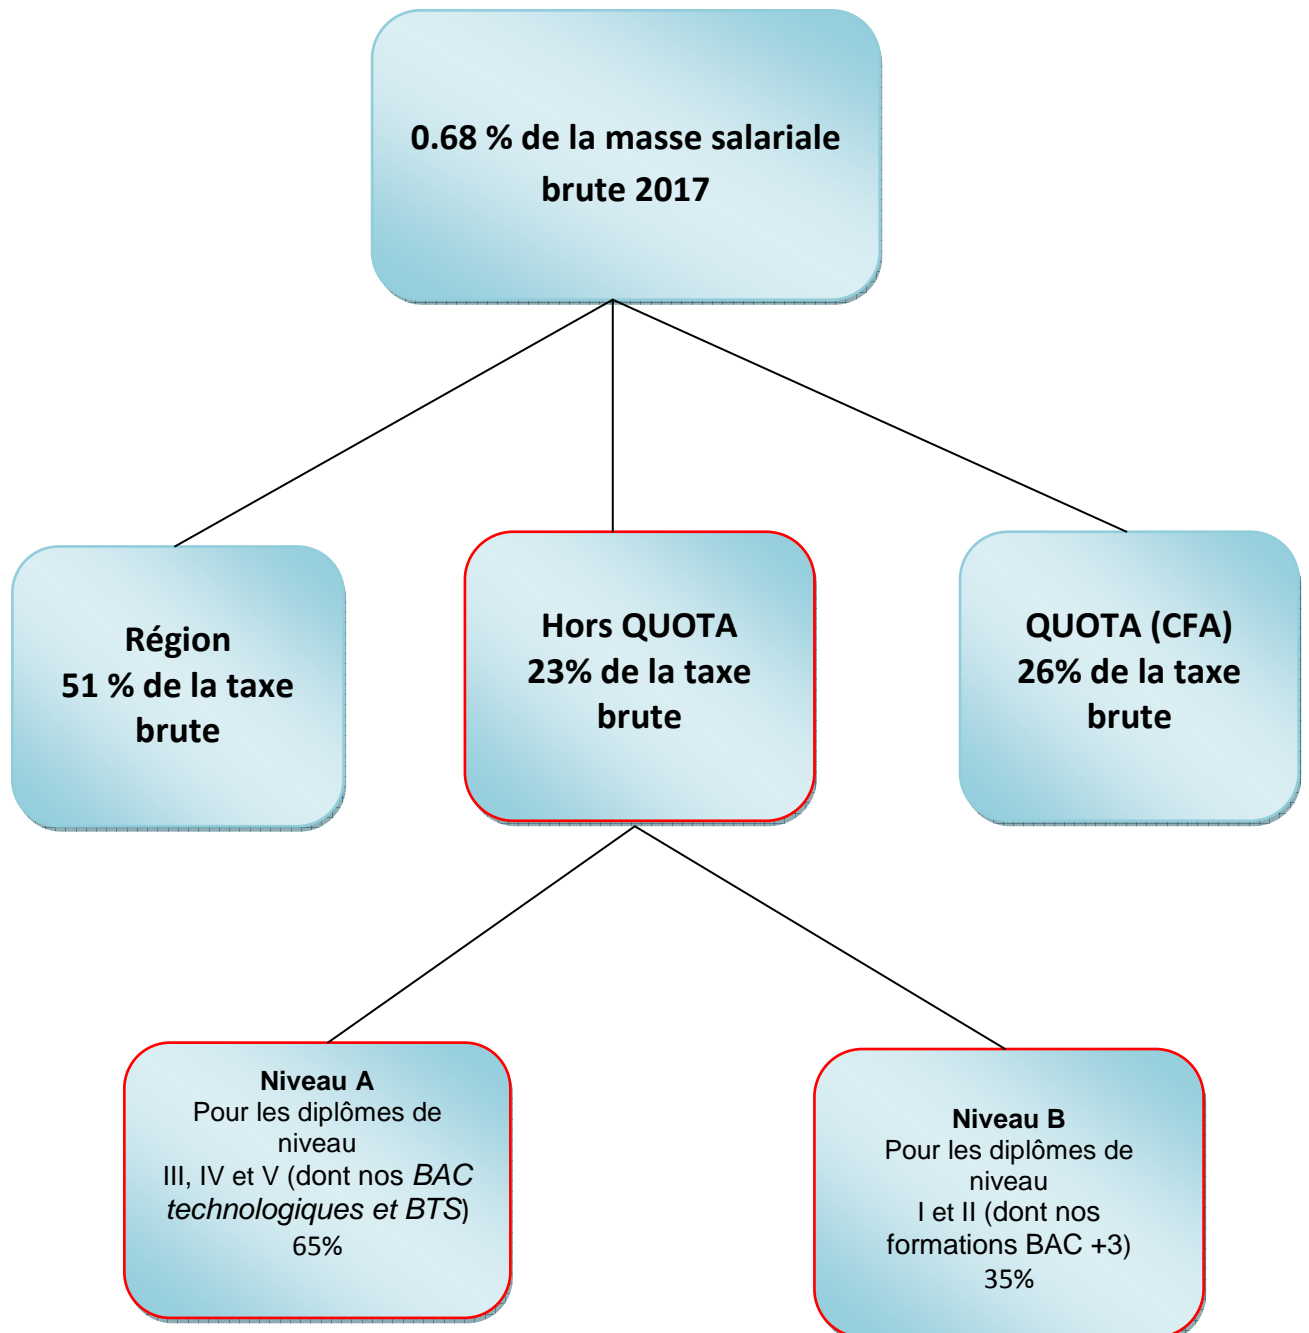 0.68 % de la masse salariale
brute 2017
Région
51 % de la taxe
brute
Hors QUOTA
23% de la taxe
brute
QUOTA (CFA)
26% de la taxe
brute
Niveau A
Pour les diplômes de
niveau
III, IV et V (dont nos BAC
technologiques et BTS)
65%
Niveau B
Pour les diplômes de
niveau
I et II (dont nos
formations BAC +3)
35%